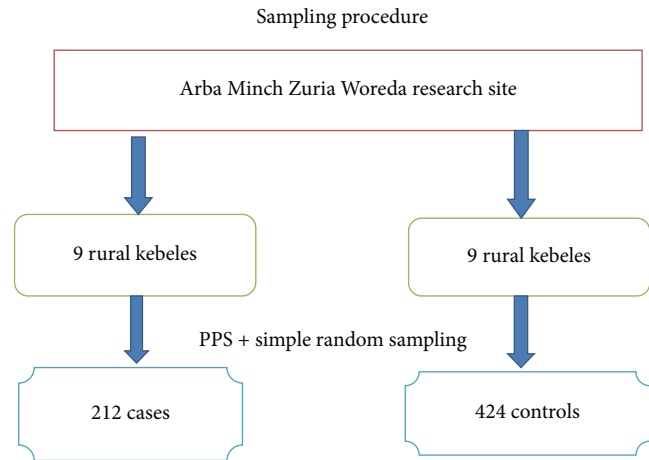 Sampling procedure
Arba Minch Zuria Woreda research site
9 rural kebeles
9 rural kebeles
PPS + simple random sampling
212 cases
424 controls